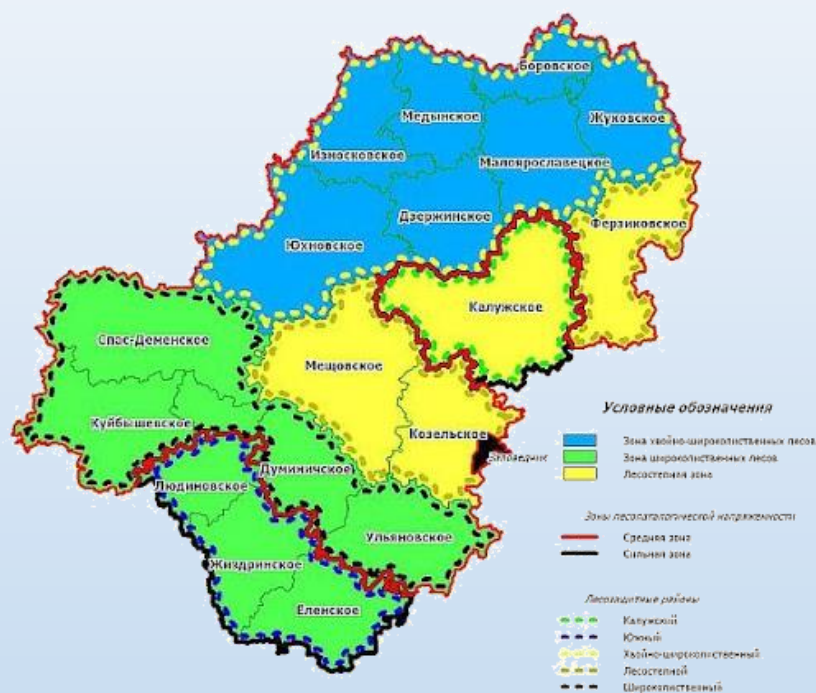 Боровское
Медынское
Жуковское
Износковское
Малоярославецкое
Дзержинское
Ферзиковское
Юхновское
Калужское
Спас-Деменское
Мещовское
Куйбышевское
Козельское
Заповедник
Думиничское
Людиновское
Ульяновское
Жиздринское
Еленское
Условные обозначения
Зона хвойно-широколиственных лесов
Зона широколиственных лесов
Лесостепная зона
Зоны лесопатологической напряженности
Средняя зона
Сильная зона
Лесозащитные районы
Калужский
Южный
Хвойно-широколиственный
Лесостепной
Широколиственный